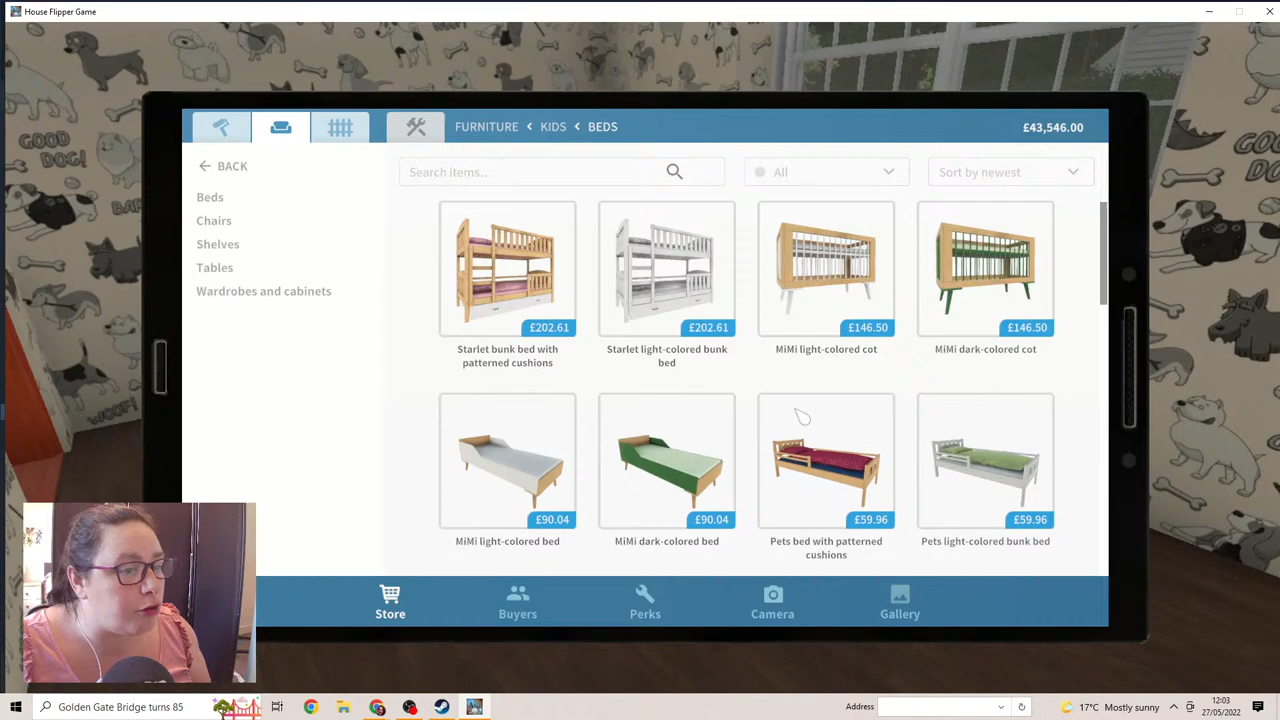 House Flipper Game
FURNITURE < KIDS < BEDS
£43,546.00
BACK
Search items...
All
Sort by newest
Beds
Chairs
Shelves
Tables
Wardrobes and cabinets
£202.61
£202.61
£146.50
£146.50
Starlet bunk bed with
patterned cushions
Starlet light-colored bunk
bed
MiMi light-colored cot
MiMi dark-colored cot
£90.04
£90.04
£59.96
£59.96
MiMi light-colored bed
MiMi dark-colored bed
Pets bed with patterned
cushions
Pets light-colored bunk bed
Store
Buyers
Perks
Camera
Gallery
GOOD
DOG!
WOOF!
GOOD
DOG
Golden Gate Bridge turns 85
Address
17°C Mostly sunny
12:03
27/05/2022